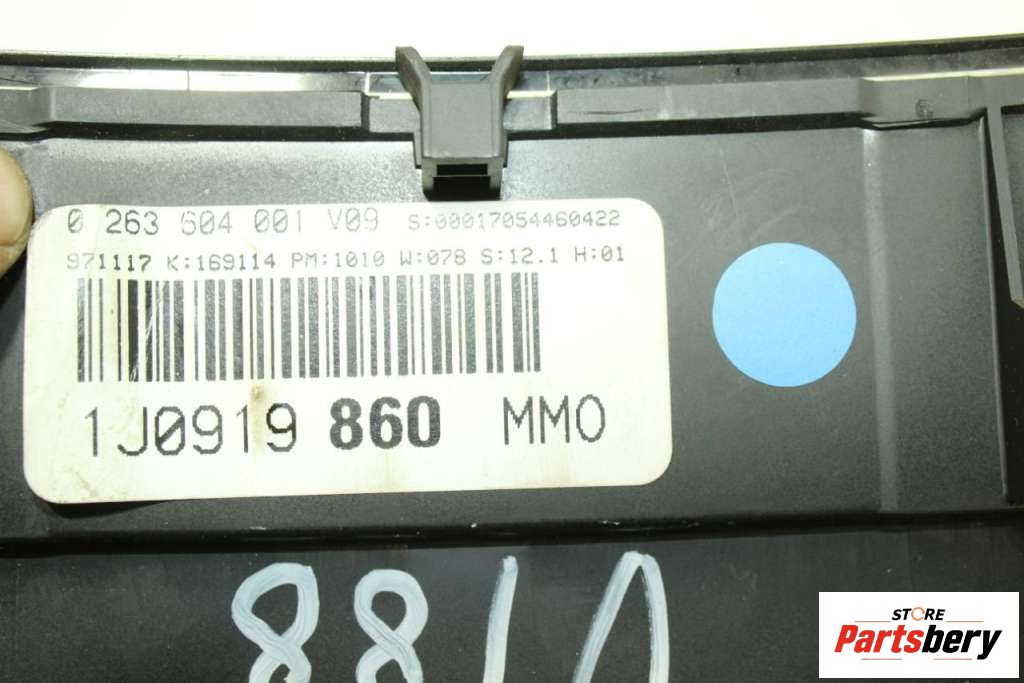 0 263 604 001 V09 S:00017054460422
971117 K:169114 PM:1010 W:078 S:12.1 H:01
1J0919 860 MMO
STORE
Partsbery